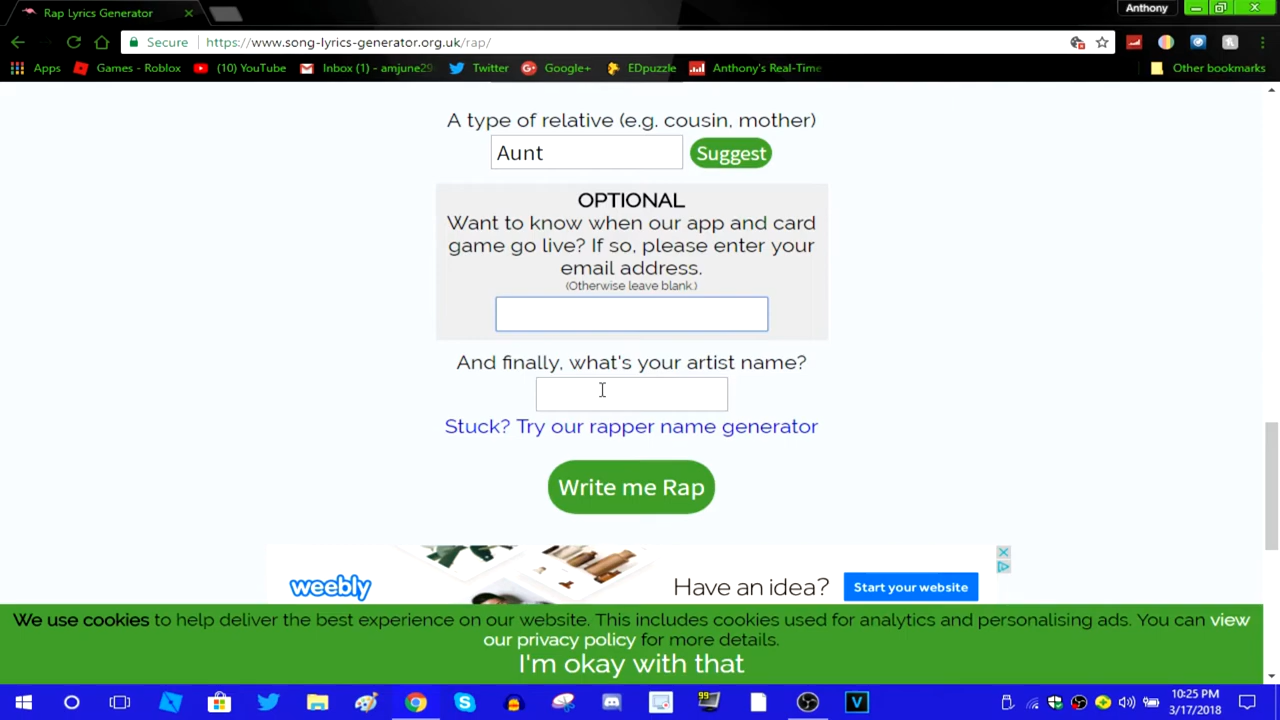 Rap Lyrics Generator
Anthony
Secure
https://www.song-lyrics-generator.org.uk/rap/
Apps
Games - Roblox
(10) YouTube
Inbox (1) - amjune29
Twitter
Google+
EDpuzzle
Anthony's Real-Time
Other bookmarks
A type of relative (e.g. cousin, mother)
Aunt
Suggest
OPTIONAL
Want to know when our app and card
game go live? If so, please enter your
email address.
(Otherwise leave blank.)
And finally, what's your artist name?
Stuck? Try our rapper name generator
Write me Rap
weebly
Have an idea?
Start your website
We use cookies to help deliver the best experience on our website. This includes cookies used for analytics and personalising ads. You can view
our privacy policy for more details.
I'm okay with that
99
10:25 PM
3/17/2018